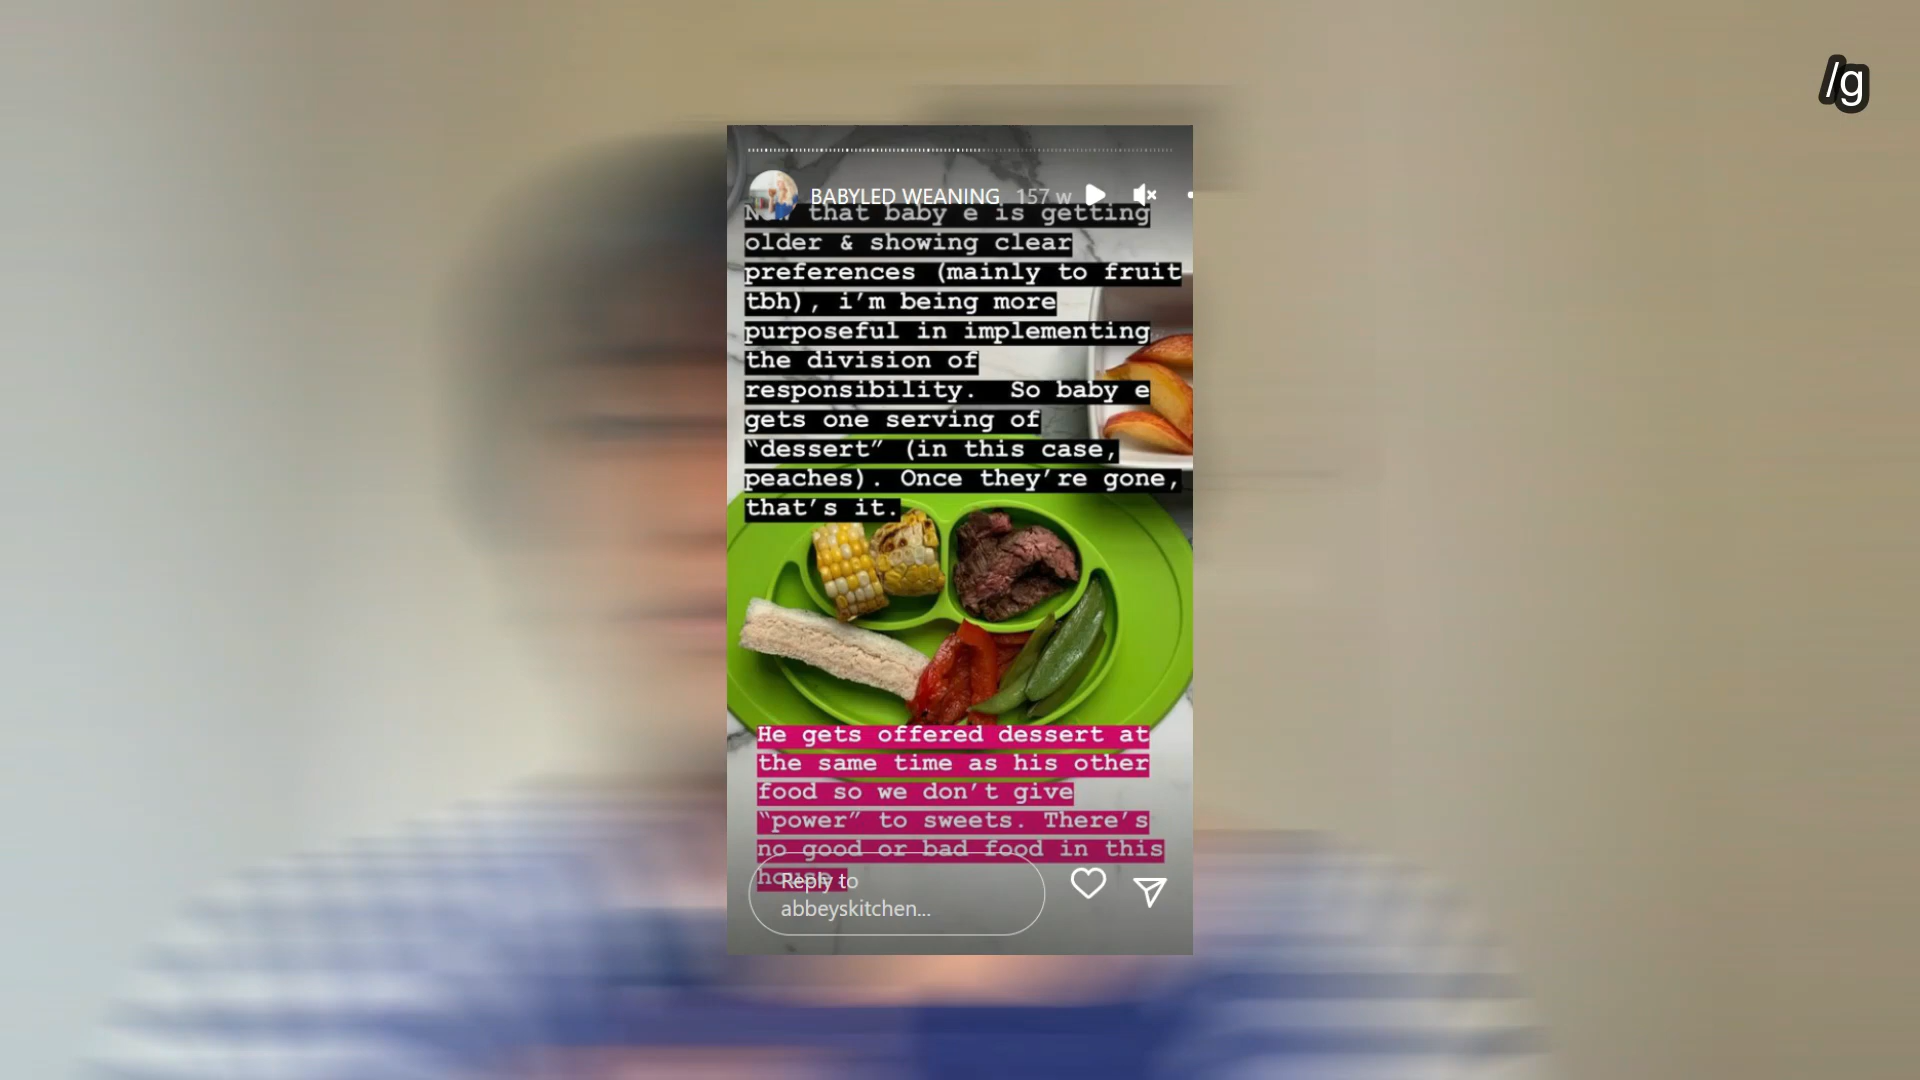 /g
BABYLED WEANING 157 w
Now that baby e is getting
older & showing clear
preferences (mainly to fruit
tbh), i’m being more
purposeful in implementing
the division of
responsibility. So baby e
gets one serving of
“dessert” (in this case,
peaches). Once they’re gone,
that’s it.
He gets offered dessert at
the same time as his other
food so we don’t give
“power” to sweets. There’s
no good or bad food in this
house.
Reply to
abbeyskitchen...